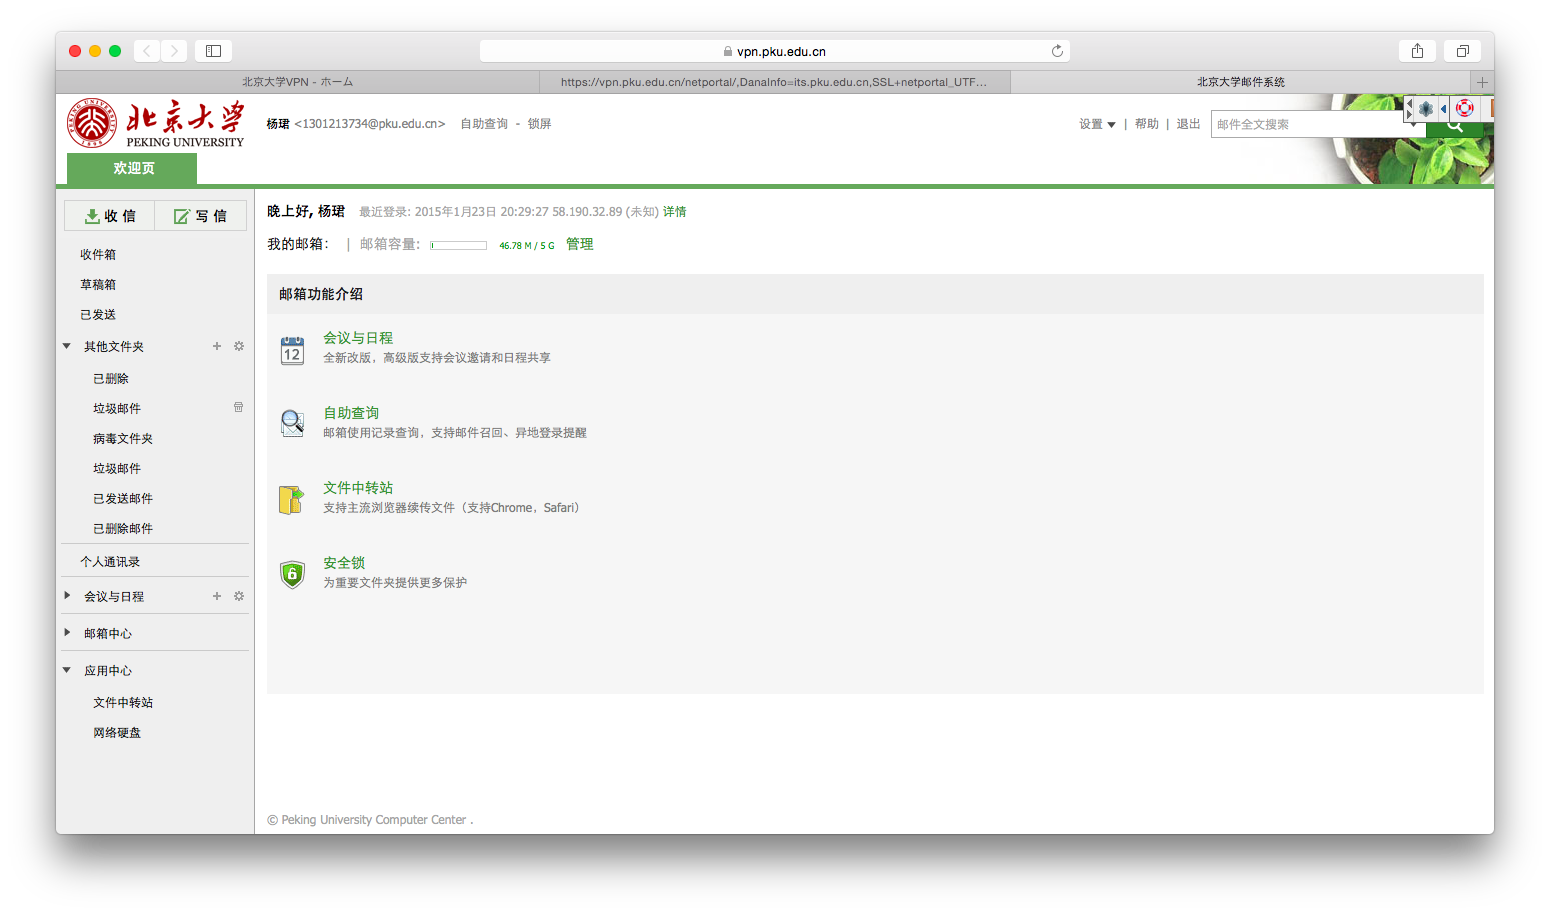 vpn.pku.edu.cn
北京大学VPN - ホーム
https://vpn.pku.edu.cn/netportal/,DanaInfo=its.pku.edu.cn,SSL+netportal_UTF...
北京大学邮件系统
北京大学
PEKING UNIVERSITY
PEKING UNIVERSITY
1898
杨珺 <1301213734@pku.edu.cn> 自助查询 - 锁屏
设置 | 帮助 | 退出
邮件全文搜索
欢迎页
收 信
写 信
收件箱
草稿箱
已发送
其他文件夹
已删除
垃圾邮件
病毒文件夹
垃圾邮件
已发送邮件
已删除邮件
个人通讯录
会议与日程
邮箱中心
应用中心
文件中转站
网络硬盘
晚上好, 杨珺 最近登录: 2015年1月23日 20:29:27 58.190.32.89 (未知) 详情
我的邮箱： | 邮箱容量: 46.78 M / 5 G 管理
邮箱功能介绍
12
会议与日程
全新改版，高级版支持会议邀请和日程共享
自助查询
邮箱使用记录查询，支持邮件召回、异地登录提醒
文件中转站
支持主流浏览器续传文件（支持Chrome，Safari）
安全锁
为重要文件夹提供更多保护
© Peking University Computer Center .